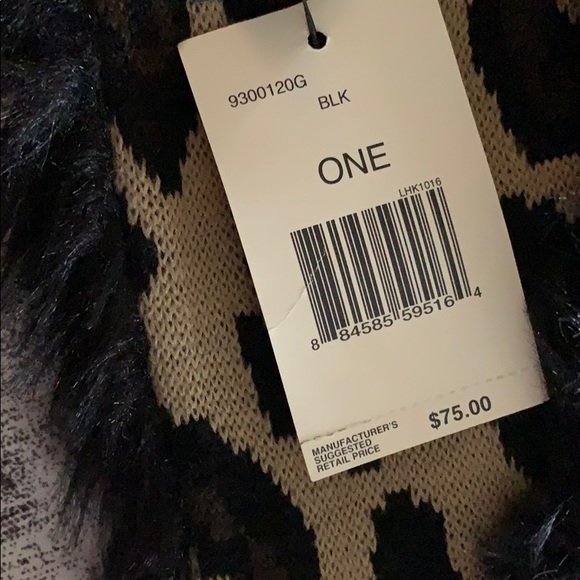 9300120G
BLK
ONE
LHK1016
8 84585 59516 4
MANUFACTURER'S
SUGGESTED
RETAIL PRICE
$75.00